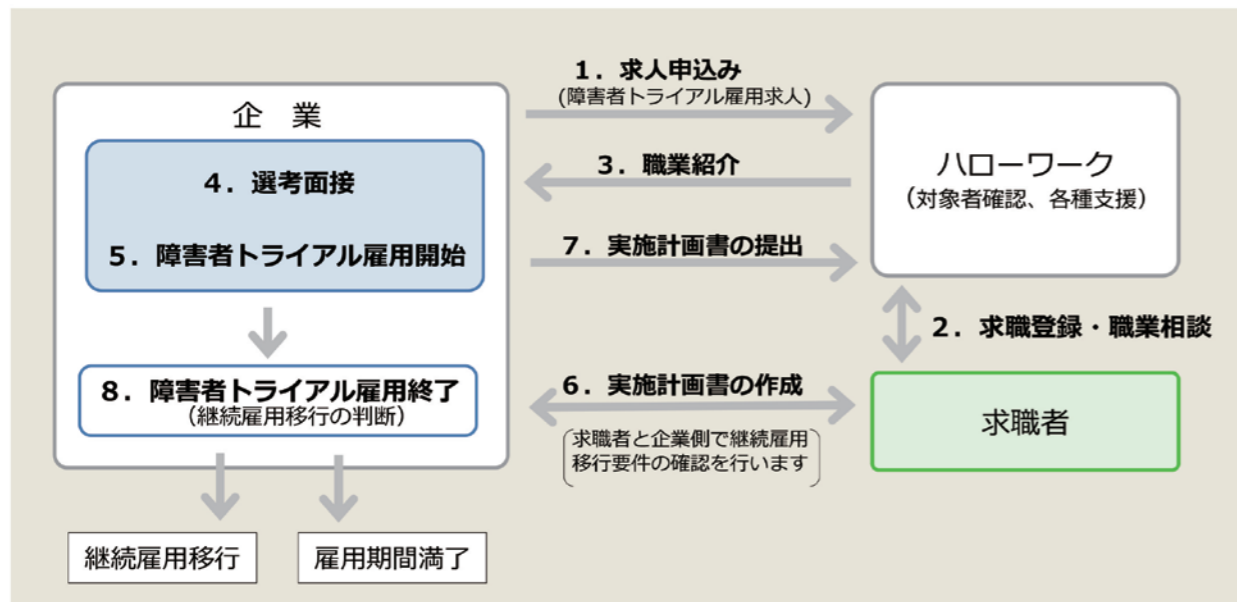 1．求人申込み
(障害者トライアル雇用求人)
企　業
4．選考面接
3．職業紹介
ハローワーク
(対象者確認、各種支援)
5．障害者トライアル雇用開始
7．実施計画書の提出
2．求職登録・職業相談
8．障害者トライアル雇用終了
(継続雇用移行の判断)
6．実施計画書の作成
求職者と企業側で継続雇用
移行要件の確認を行います
求職者
継続雇用移行
雇用期間満了